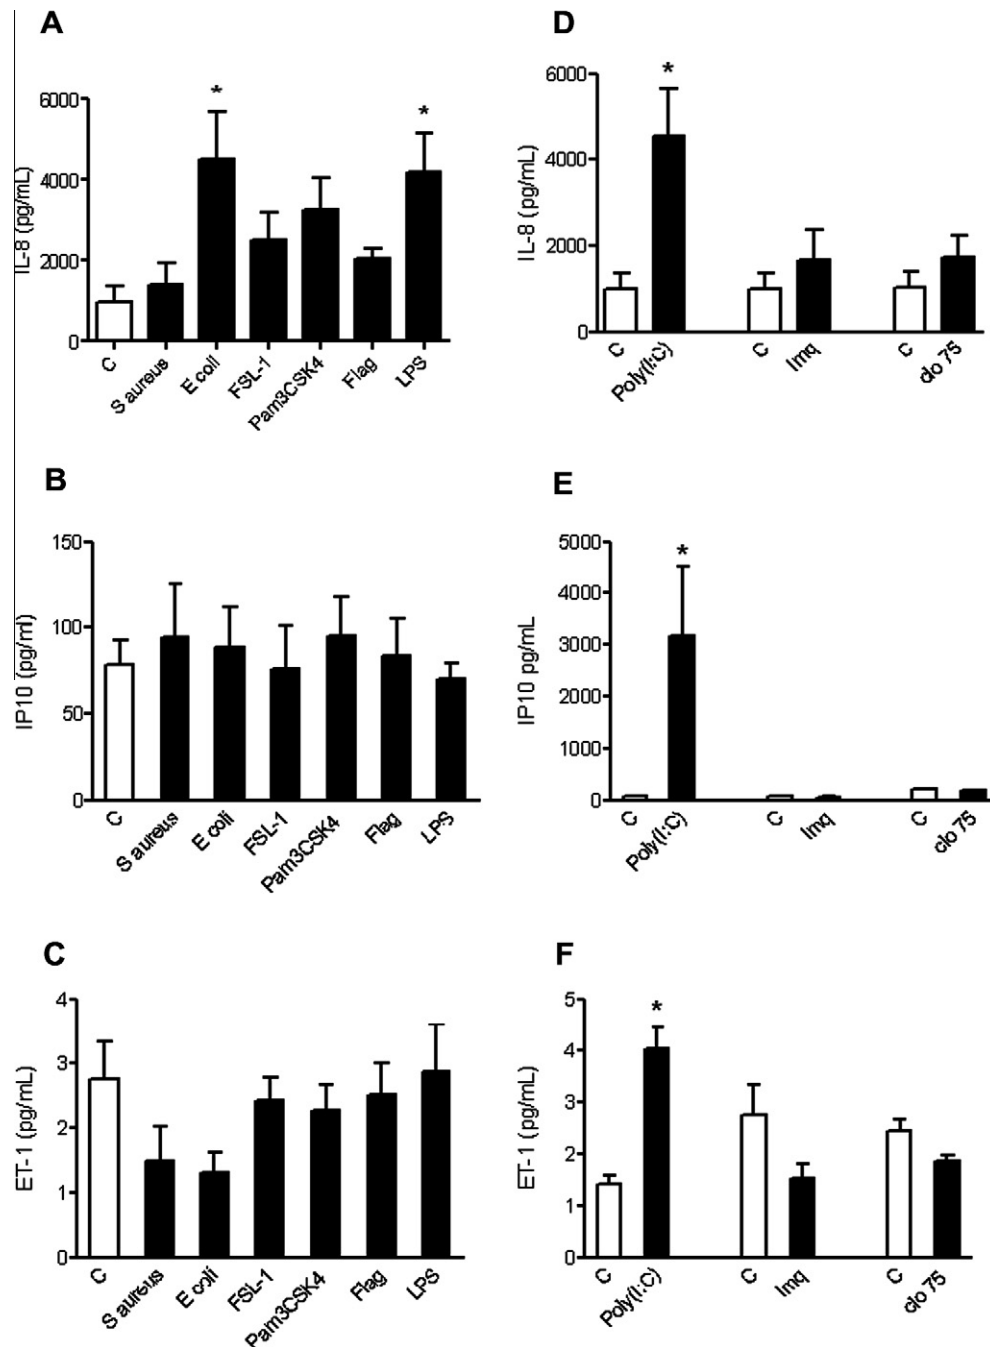 A
IL-8 (pg/mL)
6000
4000
2000
0
*
*
C
S aureus
E coli
FSL-1
Pam3CSK4
Flag
LPS
D
IL-8 (pg/mL)
6000
4000
2000
0
*
C
Poly(I:C)
C
Imq
C
clo 75
B
IP10 (pg/ml)
150
100
50
0
C
S aureus
E coli
FSL-1
Pam3CSK4
Flag
LPS
E
IP10 pg/mL
5000
4000
3000
2000
1000
0
*
C
Poly(I:C)
C
Imq
C
clo 75
C
ET-1 (pg/mL)
4
3
2
1
0
C
S aureus
E coli
FSL-1
Pam3CSK4
Flag
LPS
F
ET-1 (pg/mL)
5
4
3
2
1
0
*
C
Poly(I:C)
C
Imq
C
clo 75